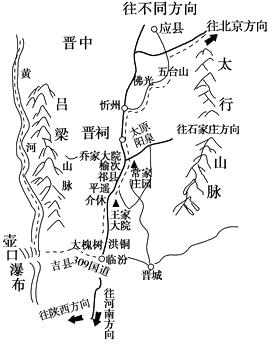 往不同方向
应县
往北京方向
晋中
五台山
佛光
太行山脉
黄河
吕梁山脉
忻州
晋祠
太原
阳泉
往石家庄方向
乔家大院
榆次
祁县
常家庄园
平遥
介休
王家大院
壶口瀑布
大槐树
洪铜
吉县
309国道
临汾
晋城
往陕西方向
往河南方向